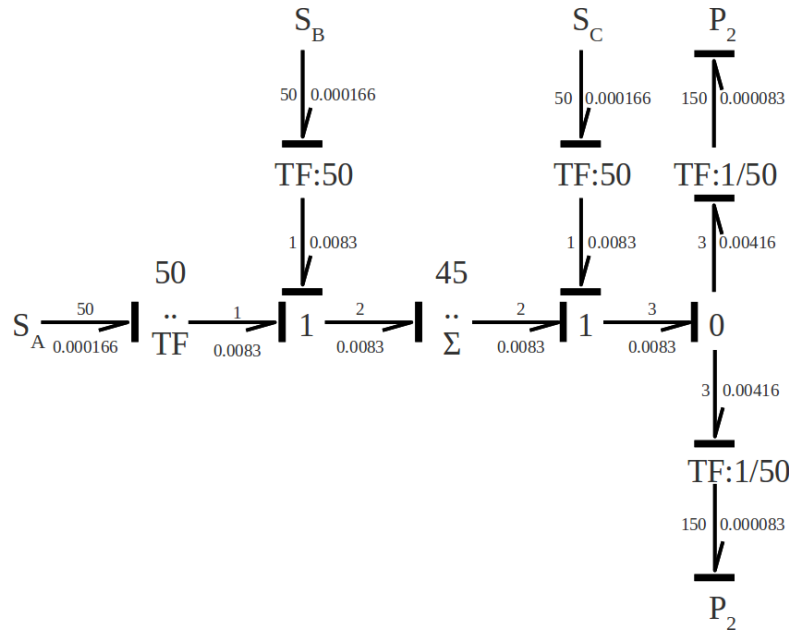 S_B S_C P_2
50 0.000166 50 0.000166 150 0.000083
TF:50 TF:50 TF:1/50
1 0.0083 1 0.0083 3 0.00416
50 45
50 1 2 2 3
S_A .. TF 1 .. Σ 1 0
0.000166 0.0083 0.0083 0.0083 0.0083
3 0.00416
TF:1/50
150 0.000083
P_2